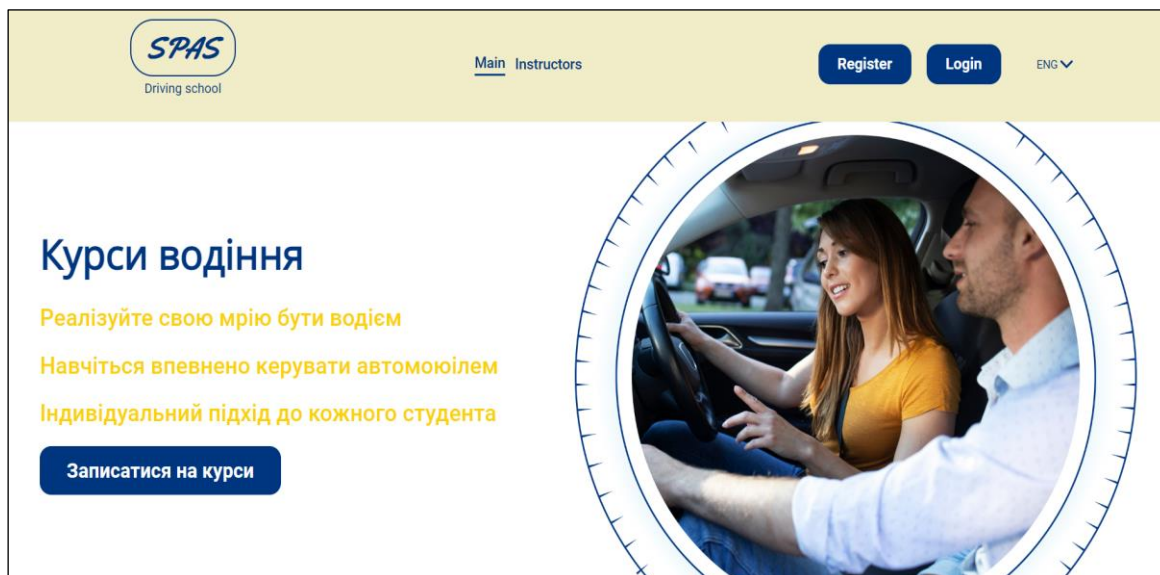 SPAS
Driving school
Main Instructors
Register
Login
ENG
Курси водіння
Реалізуйте свою мрію бути водієм
Навчіться впевнено керувати автомоюілем
Індивідуальний підхід до кожного студента
Записатися на курси